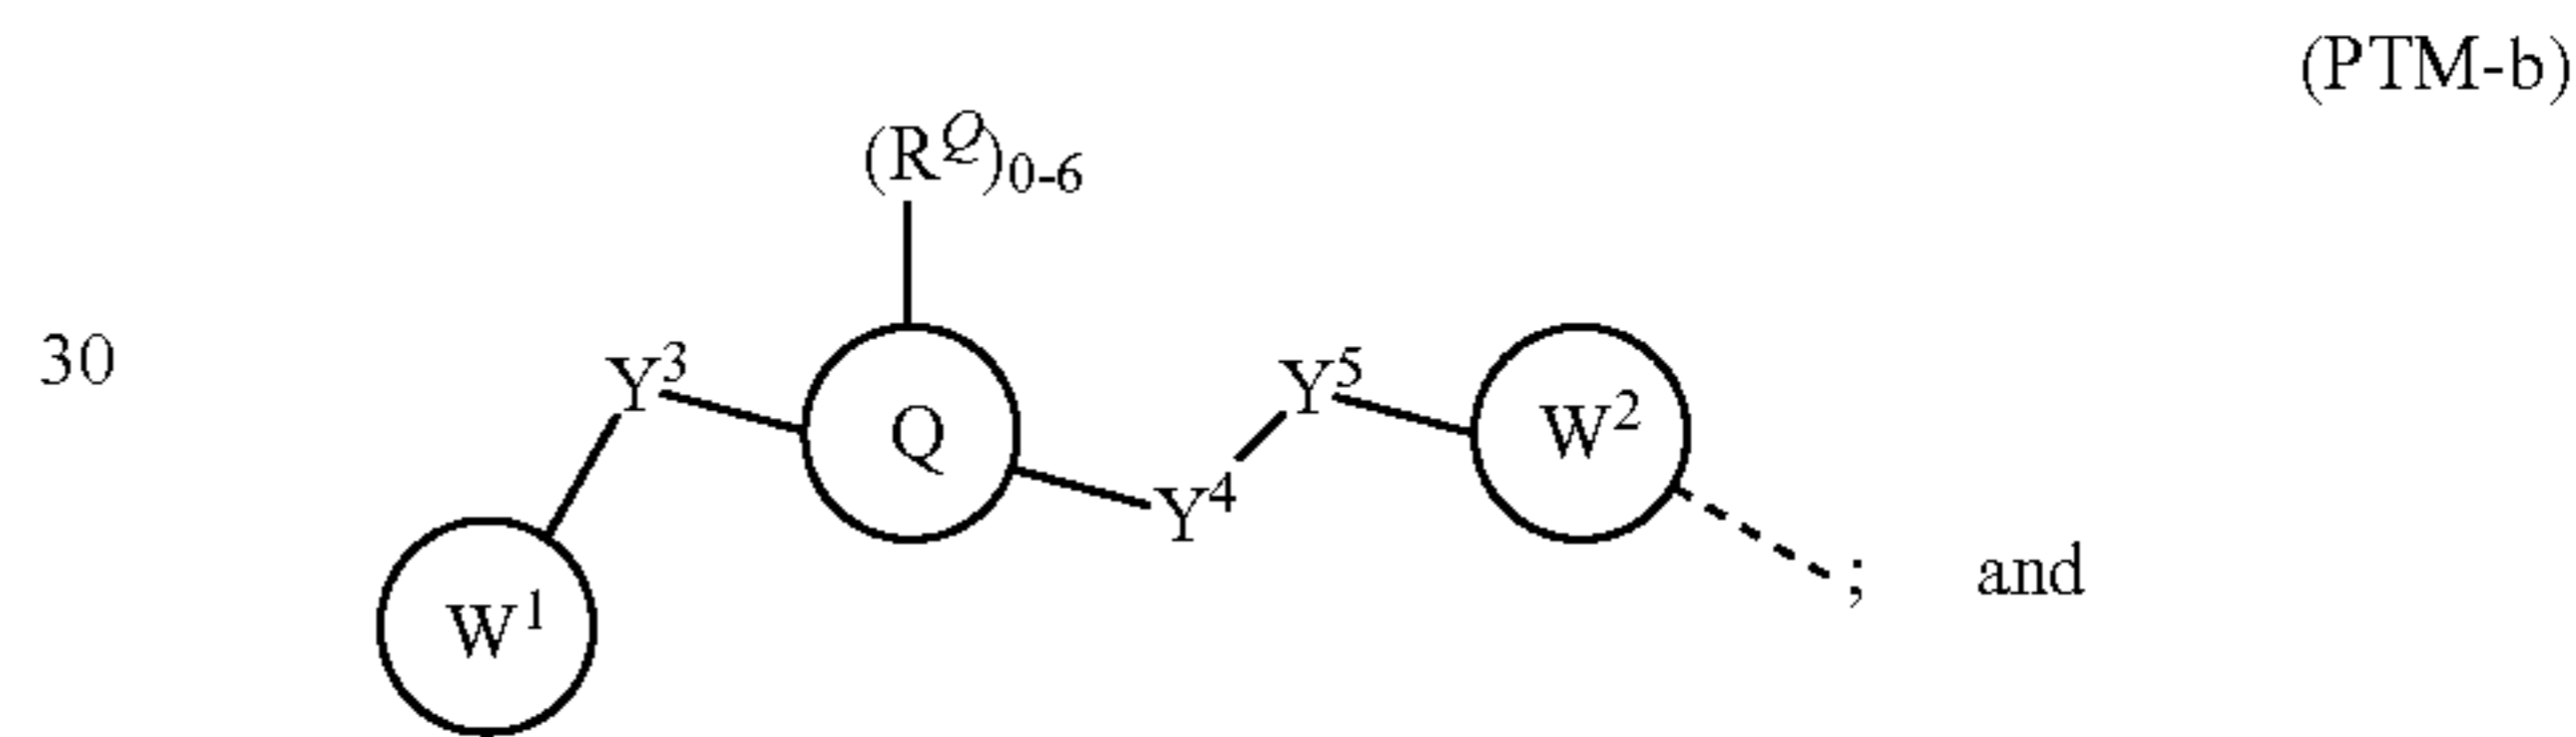 (PTM-b)
(R^Q)_{0-6}
30
Y^3
Y^5
Q
W^2
Y^4
; and
W^1